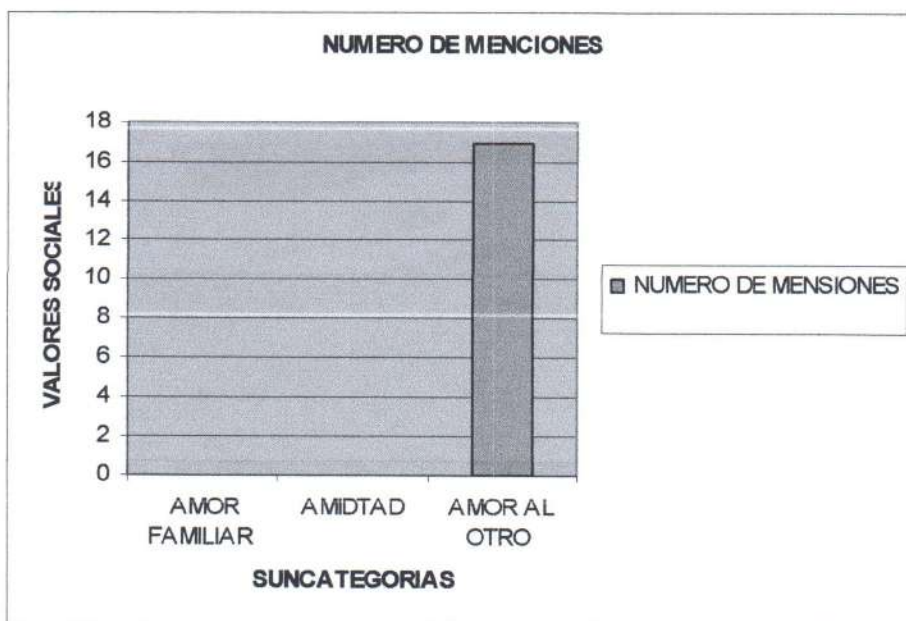 NUMERO DE MENCIONES
VALORES SOCIALES
18
16
14
12
10
8
6
4
2
0
AMOR
FAMILIAR
AMIDTAD
AMOR AL
OTRO
SUNCATEGORIAS
NUMERO DE MENSIONES